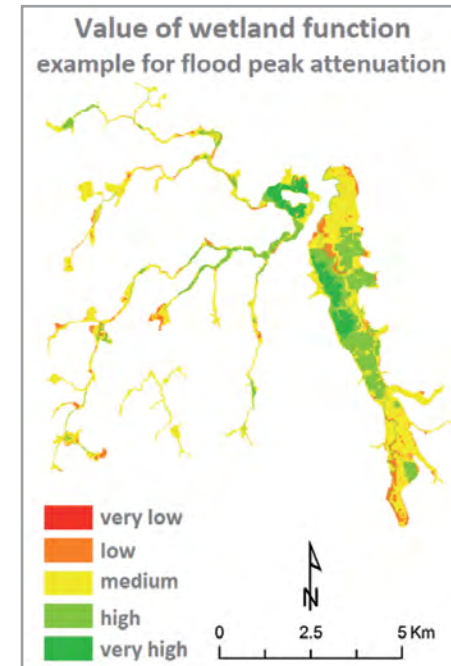 Value of wetland function
example for flood peak attenuation
very low
low
medium
high
very high
N
0 2.5 5 Km